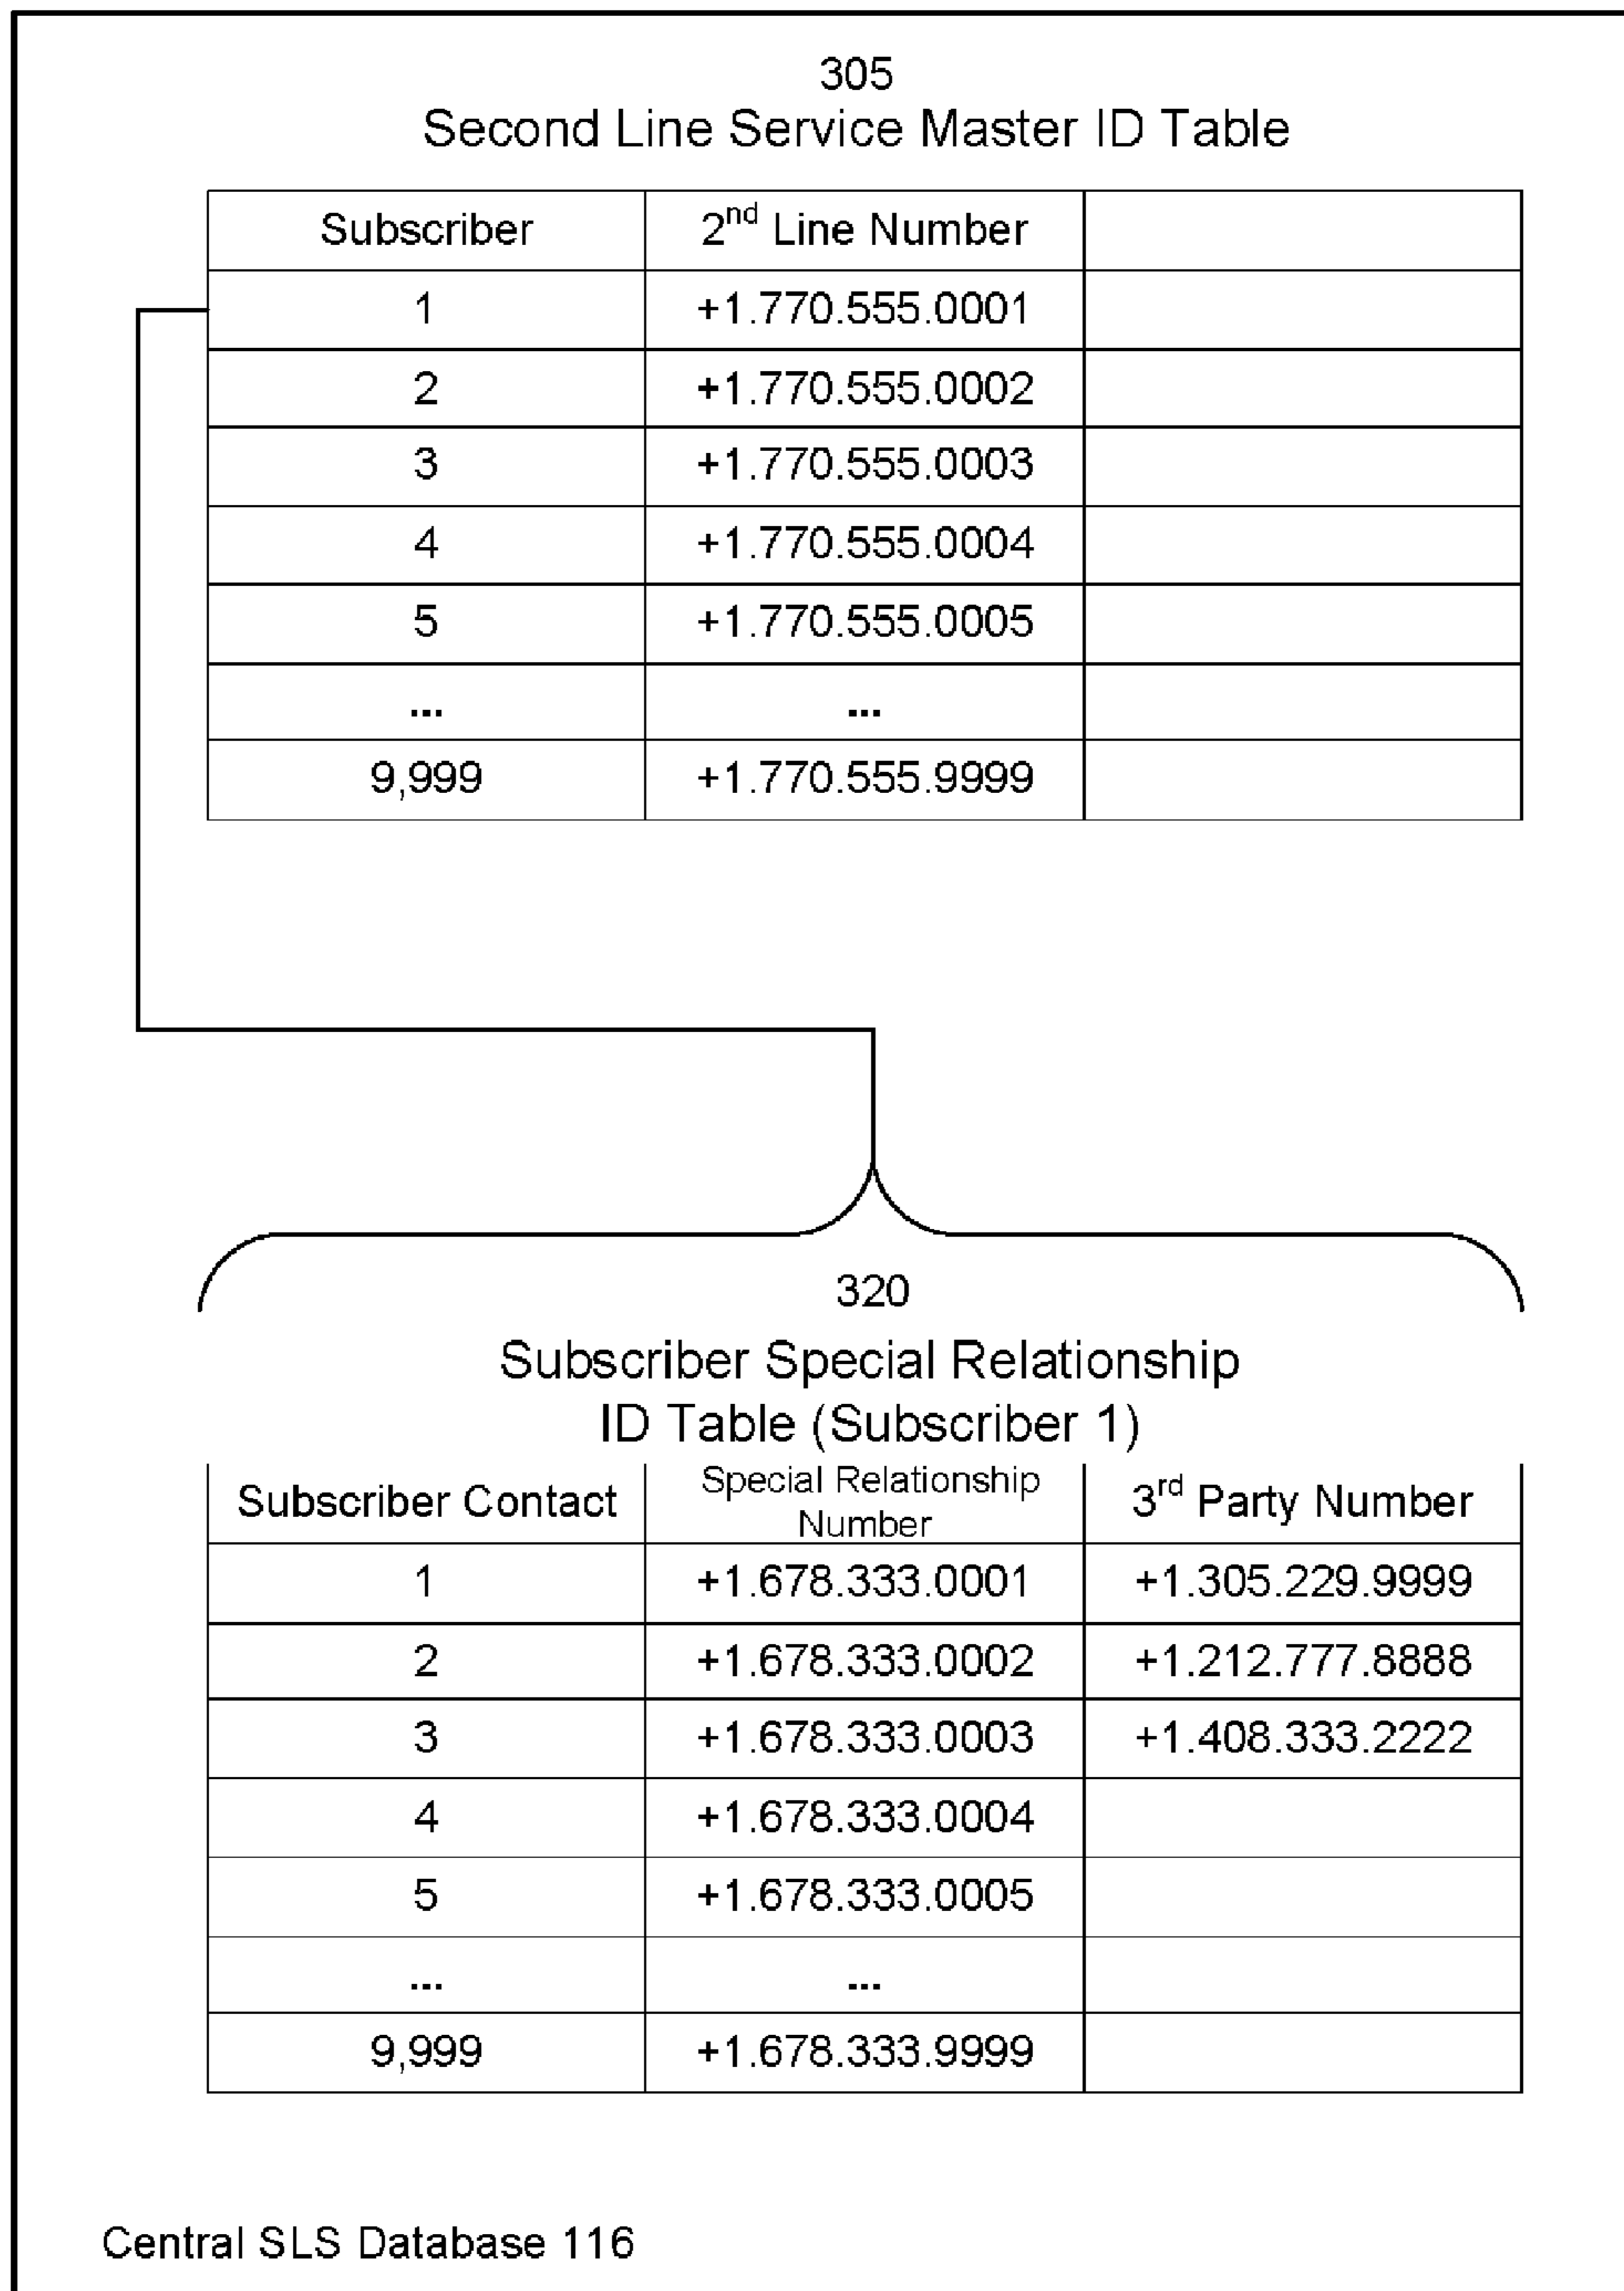 305
Second Line Service Master ID Table
Subscriber 2nd Line Number
1 +1.770.555.0001
2 +1.770.555.0002
3 +1.770.555.0003
4 +1.770.555.0004
5 +1.770.555.0005
... ...
9,999 +1.770.555.9999
320
Subscriber Special Relationship
ID Table (Subscriber 1)
Subscriber Contact Special Relationship Number 3rd Party Number
1 +1.678.333.0001 +1.305.229.9999
2 +1.678.333.0002 +1.212.777.8888
3 +1.678.333.0003 +1.408.333.2222
4 +1.678.333.0004
5 +1.678.333.0005
... ...
9,999 +1.678.333.9999
Central SLS Database 116